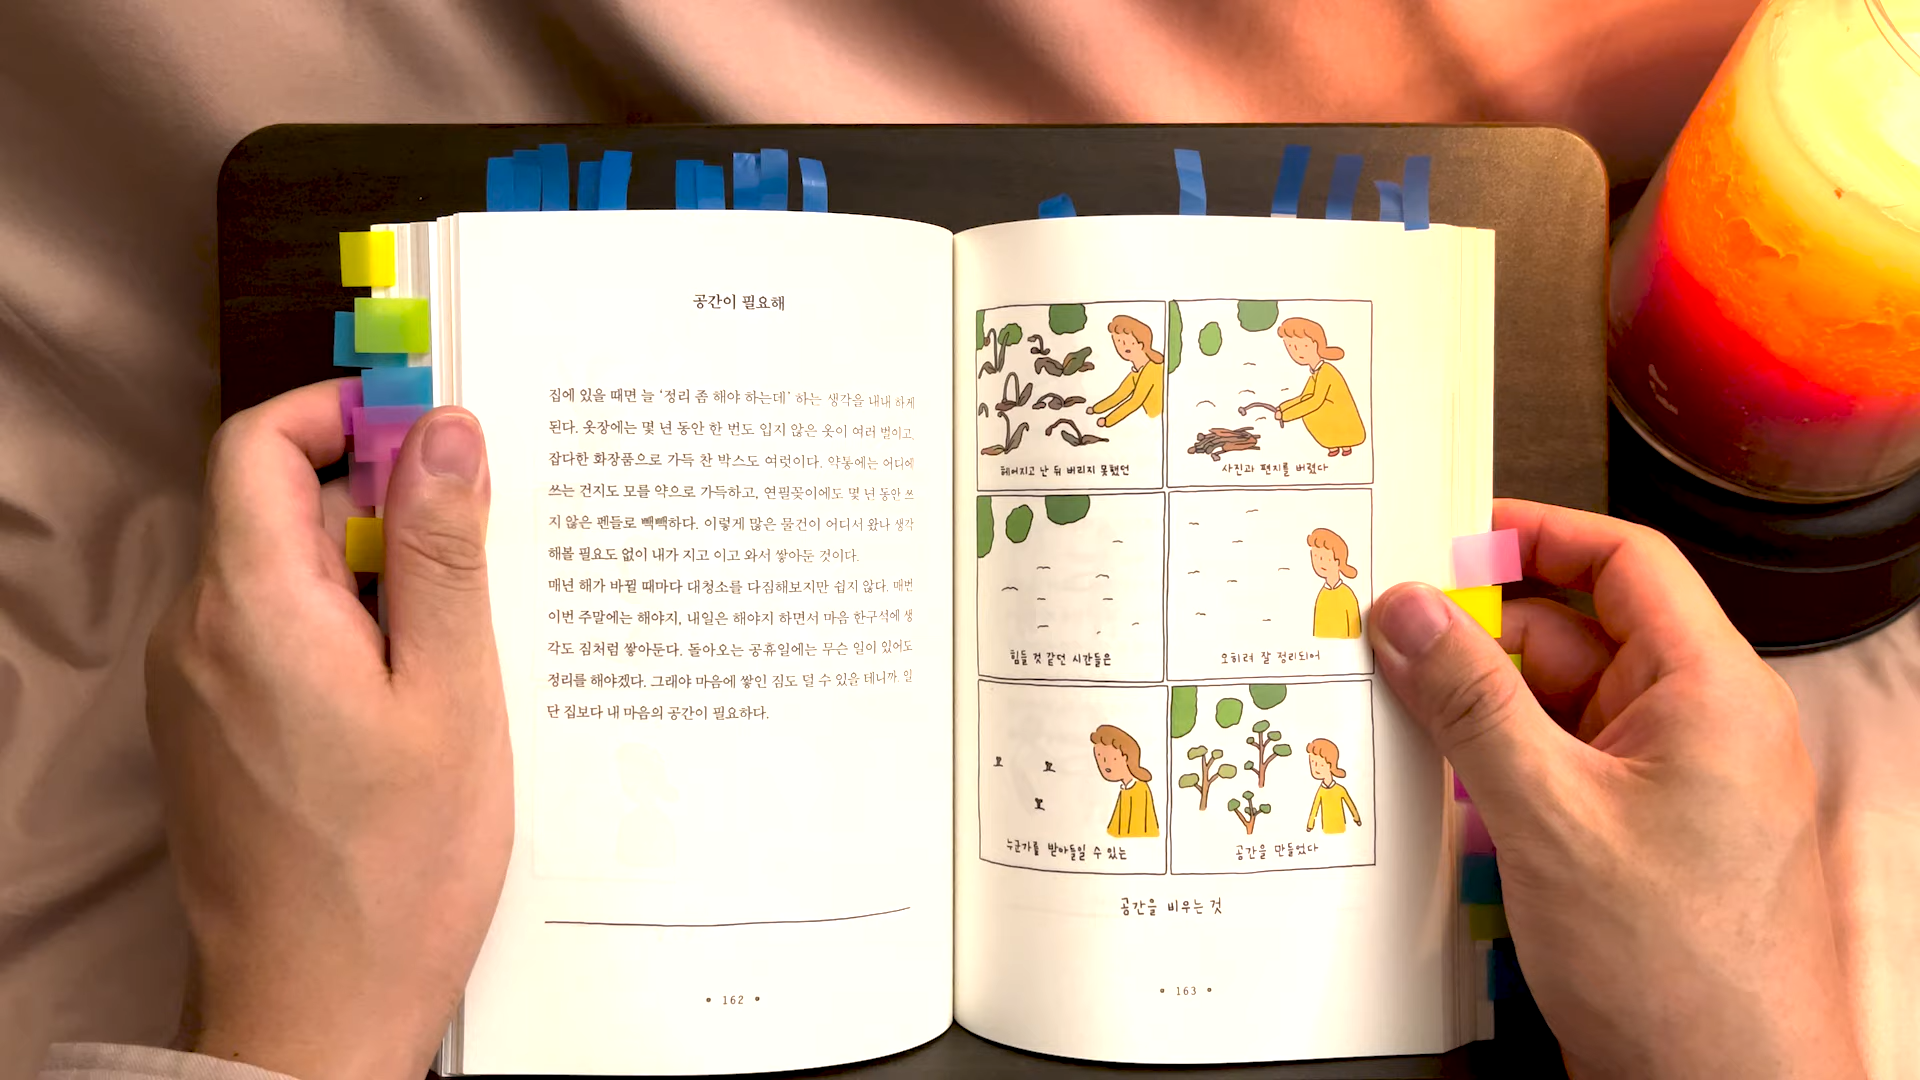 공간이 필요해
집에 있을 때면 늘 ‘정리 좀 해야 하는데’ 하는 생각을 내내 하게
된다. 옷장에는 몇 년 동안 한 번도 입지 않은 옷이 여러 벌이고,
잡다한 화장품으로 가득 찬 박스도 여럿이다. 약통에는 어디에
쓰는 건지도 모를 약으로 가득하고, 연필꽂이에도 몇 년 동안 쓰
지 않은 펜들로 빽빽하다. 이렇게 많은 물건이 어디서 왔나 생각
해볼 필요도 없이 내가 지고 이고 와서 쌓아둔 것이다.
매년 해가 바뀔 때마다 대청소를 다짐해보지만 쉽지 않다. 매번
이번 주말에는 해야지, 내일은 해야지 하면서 마음 한구석에 생
각도 짐처럼 쌓아둔다. 돌아오는 공휴일에는 무슨 일이 있어도
정리를 해야겠다. 그래야 마음에 쌓인 짐도 덜 수 있을 테니까. 일
단 집보다 내 마음의 공간이 필요하다.
162
헤어지고 난 뒤 버리지 못했던
사진과 편지를 버렸다
힘들 것 같던 시간들은
오히려 잘 정리되어
누군가를 받아들일 수 있는
공간을 만들었다
공간을 비우는 것
163